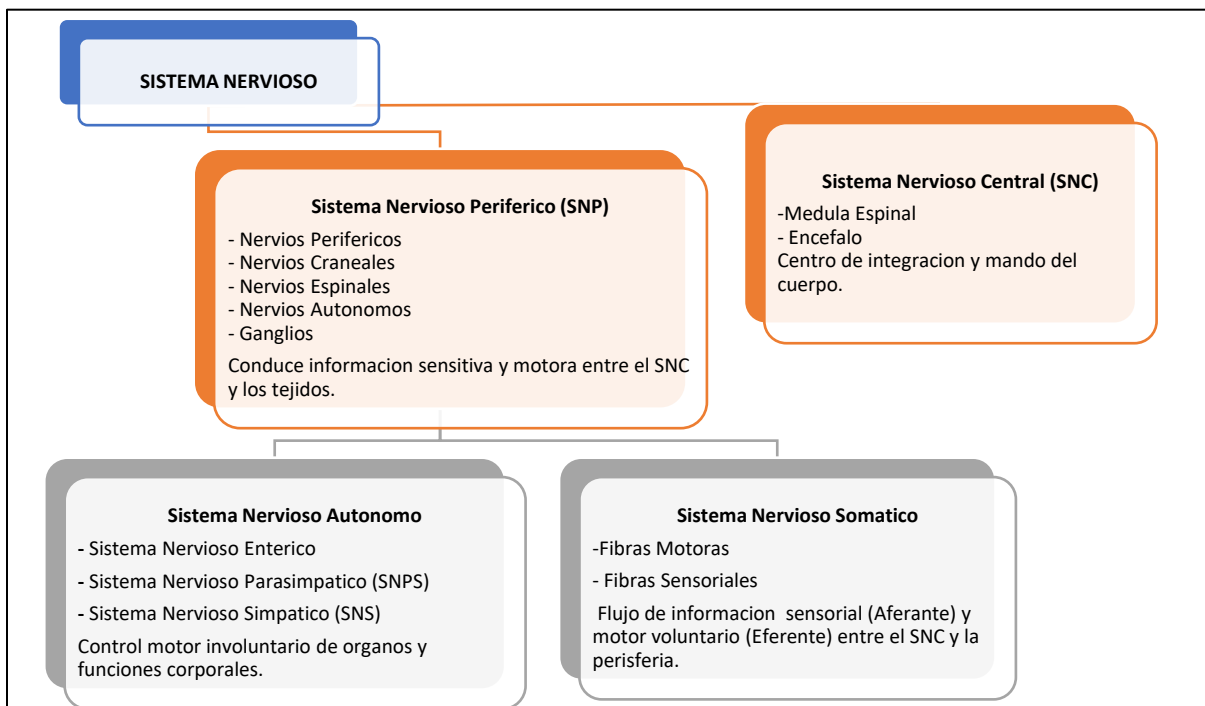 SISTEMA NERVIOSO
Sistema Nervioso Periferico (SNP)
- Nervios Perifericos
- Nervios Craneales
- Nervios Espinales
- Nervios Autonomos
- Ganglios
Conduce informacion sensitiva y motora entre el SNC
y los tejidos.
Sistema Nervioso Central (SNC)
-Medula Espinal
- Encefalo
Centro de integracion y mando del
cuerpo.
Sistema Nervioso Autonomo
- Sistema Nervioso Enterico
- Sistema Nervioso Parasimpatico (SNPS)
- Sistema Nervioso Simpatico (SNS)
Control motor involuntario de organos y
funciones corporales.
Sistema Nervioso Somatico
-Fibras Motoras
- Fibras Sensoriales
Flujo de informacion sensorial (Aferante) y
motor voluntario (Eferente) entre el SNC y la
perisferia.